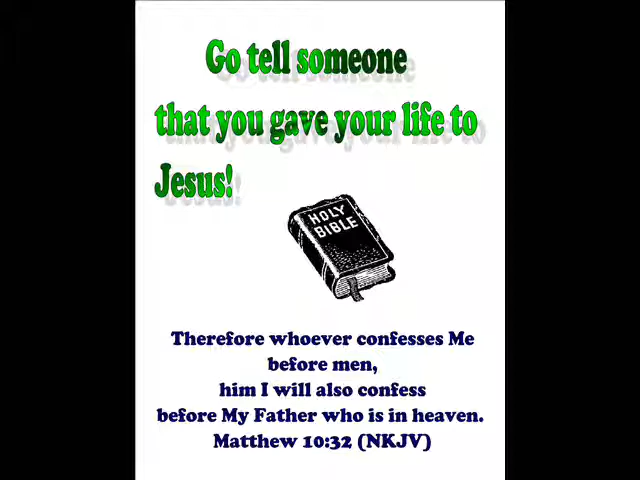 Go tell someone
that you gave your life to
Jesus!
HOLY
BIBLE
Therefore whoever confesses Me
before men,
him I will also confess
before My Father who is in heaven.
Matthew 10:32 (NKJV)